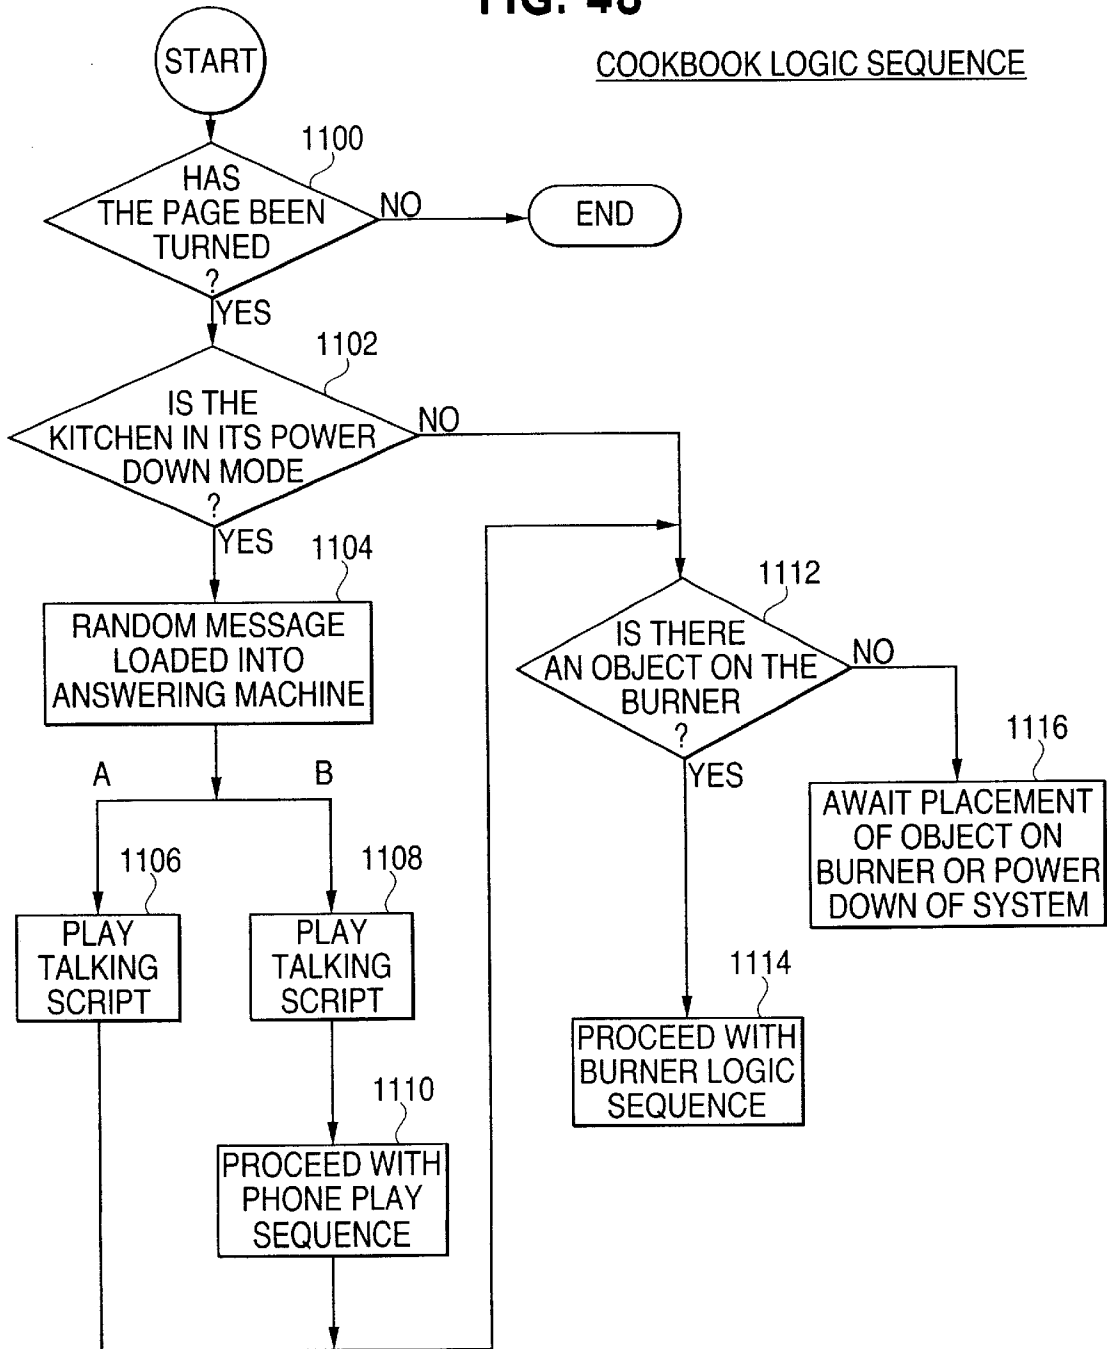 START
COOKBOOK LOGIC SEQUENCE
1100
HAS
THE PAGE BEEN
TURNED
?
NO
END
YES
1102
IS THE
KITCHEN IN ITS POWER
DOWN MODE
?
NO
YES
1104
RANDOM MESSAGE
LOADED INTO
ANSWERING MACHINE
1112
IS THERE
AN OBJECT ON THE
BURNER
?
NO
YES
1116
AWAIT PLACEMENT
OF OBJECT ON
BURNER OR POWER
DOWN OF SYSTEM
A
B
1106
PLAY
TALKING
SCRIPT
1108
PLAY
TALKING
SCRIPT
1114
PROCEED WITH
BURNER LOGIC
SEQUENCE
1110
PROCEED WITH
PHONE PLAY
SEQUENCE